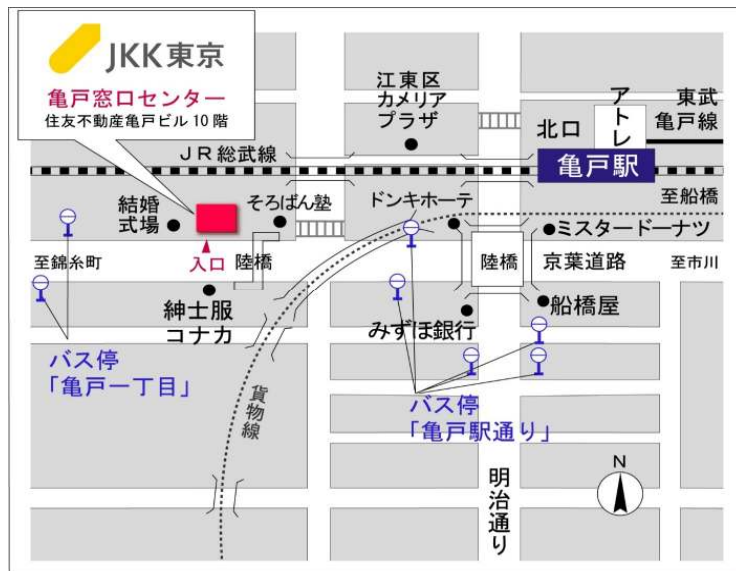 JKK東京
亀戸窓口センター
住友不動産亀戸ビル10階
江東区
カメリア
プラザ
アトレ
東武
亀戸線
北口
JR総武線
亀戸駅
至船橋
結婚
式場
そろばん塾
ドンキホーテ
ミスタードーナツ
至錦糸町
入口
陸橋
陸橋
京葉道路
至市川
紳士服
コナカ
みずほ銀行
船橋屋
バス停
「亀戸一丁目」
貨物線
バス停
「亀戸駅通り」
明治通り
N